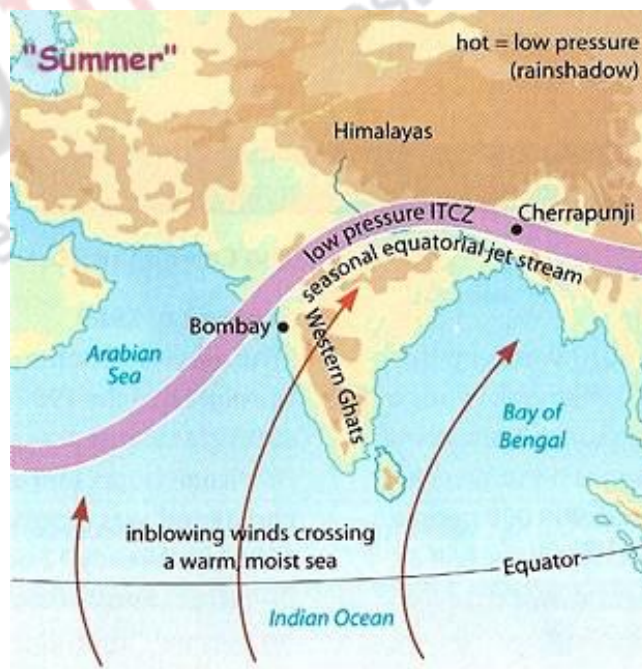 "Summer"
hot = low pressure
(rainshadow)
Himalayas
low pressure ITCZ
Cherrapunji
seasonal equatorial jet stream
Bombay
Western Ghats
Arabian
Sea
Bay of
Bengal
inblowing winds crossing
a warm, moist sea
Equator
Indian Ocean